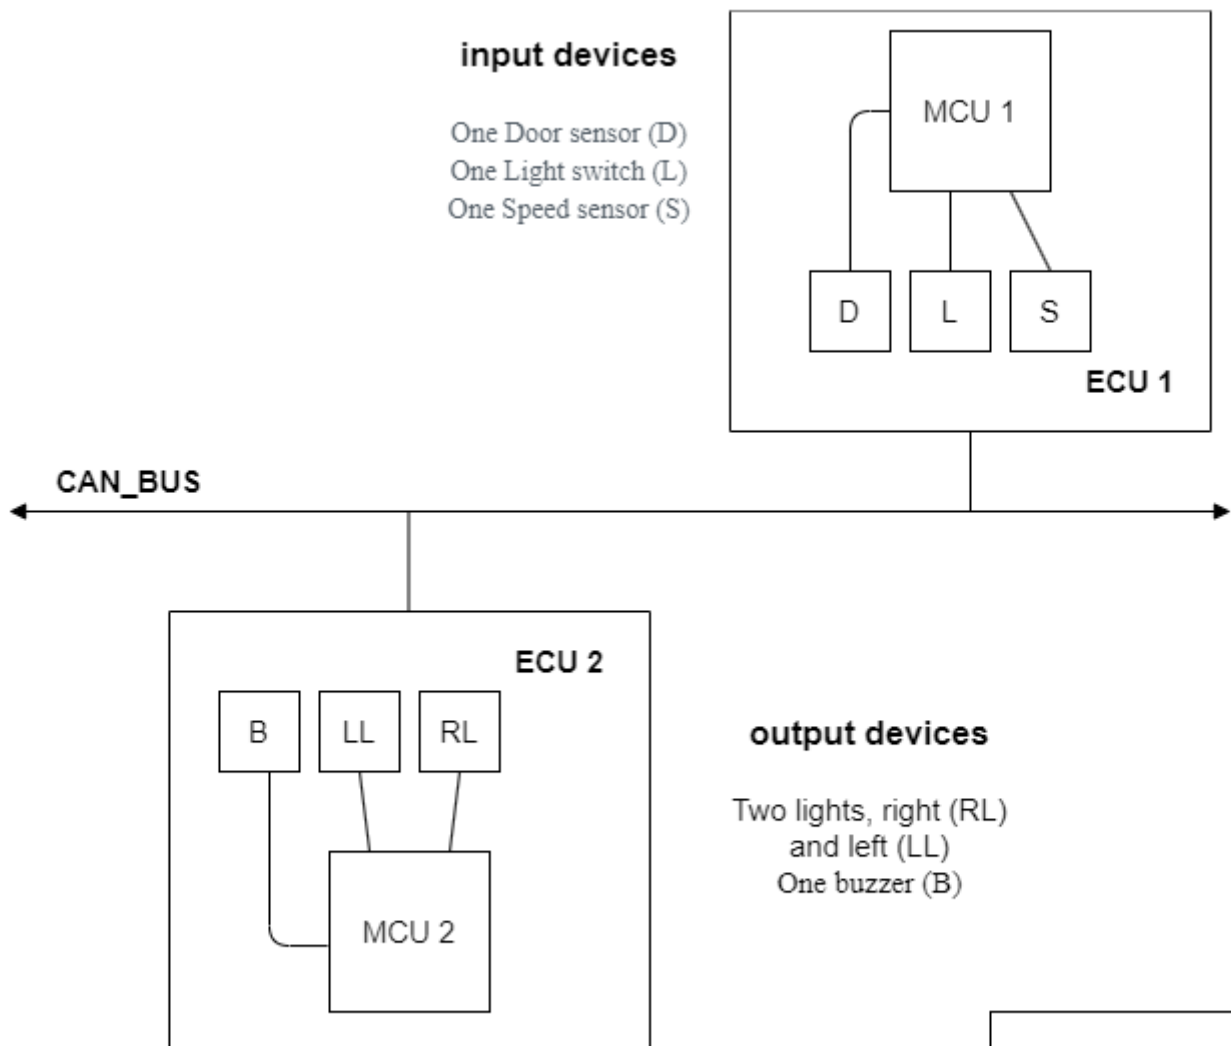 input devices
One Door sensor (D)
One Light switch (L)
One Speed sensor (S)
MCU 1
D
L
S
ECU 1
CAN_BUS
ECU 2
B
LL
RL
MCU 2
output devices
Two lights, right (RL)
and left (LL)
One buzzer (B)